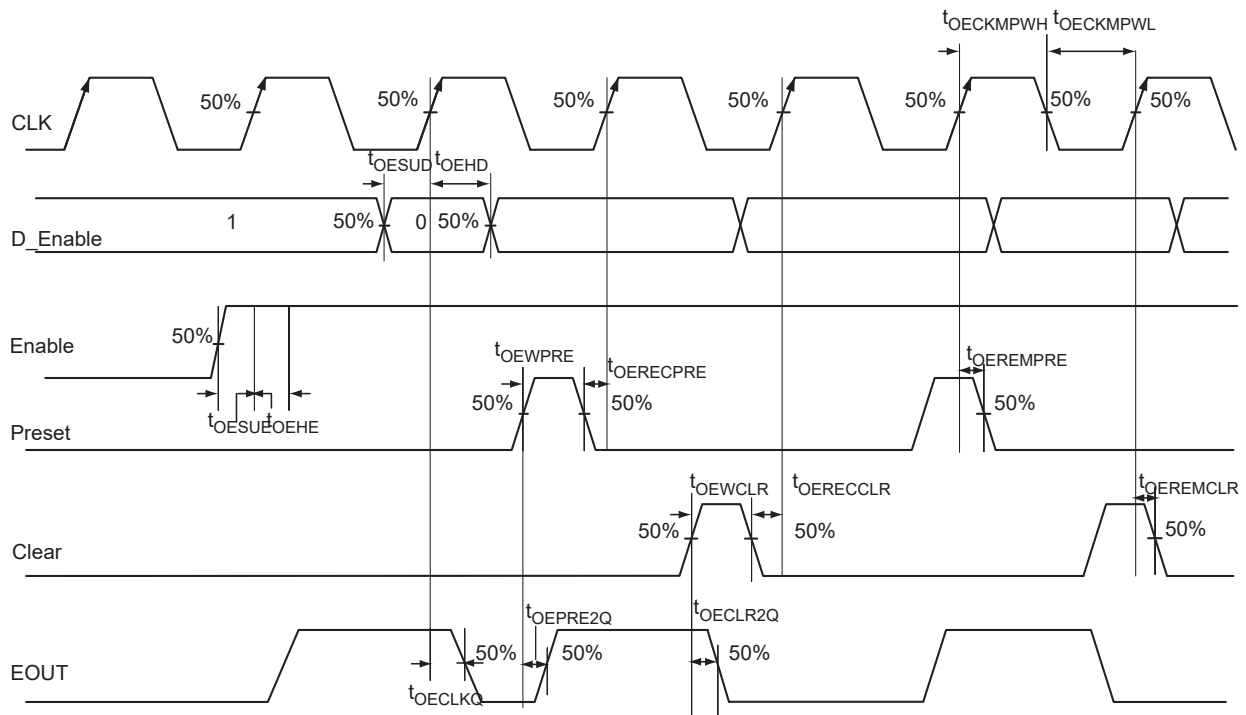 tOECKMPWH tOECKMPWL
50% 50% 50% 50% 50% 50% 50%
CLK
tOESUD tOEHD
1 50% 0 50%
D_Enable
50%
Enable
tOESUE tOEHE
tOEWPRE tOERECPRE tOEREMPRE
50% 50% 50%
Preset
tOEWCLR tOERECCLR tOEREMCLR
50% 50% 50%
Clear
tOEPRE2Q tOECLR2Q
50% 50% 50%
EOUT
tOECLKQ